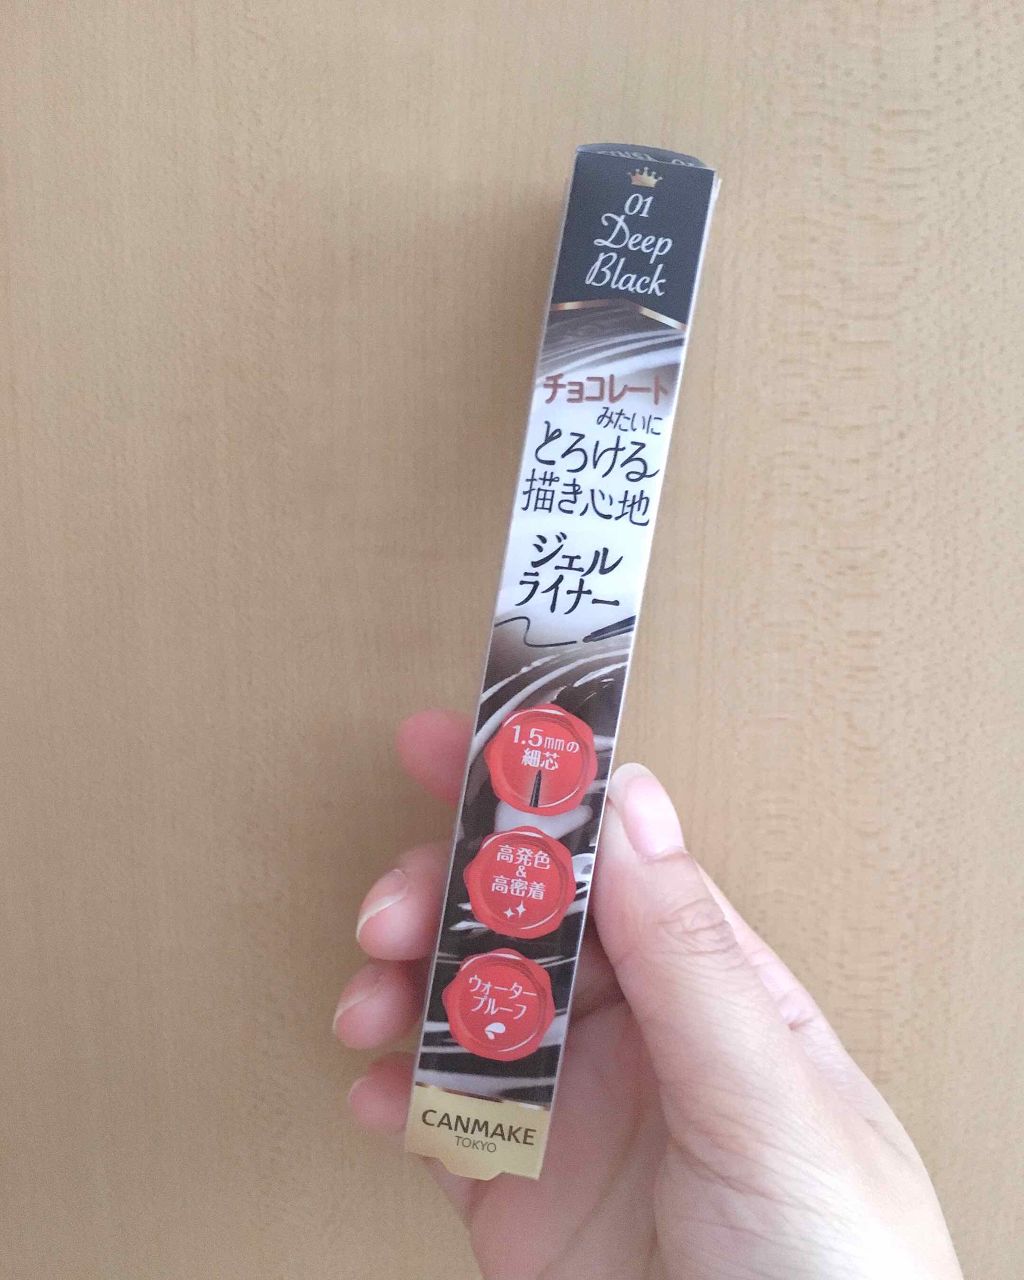 01
Deep
Black
チョコレート
みたいに
とろける
描き心地
ジェル
ライナー
1.5mmの
細芯
高発色
&
高密着
ウォーター
プルーフ
CANMAKE
TOKYO